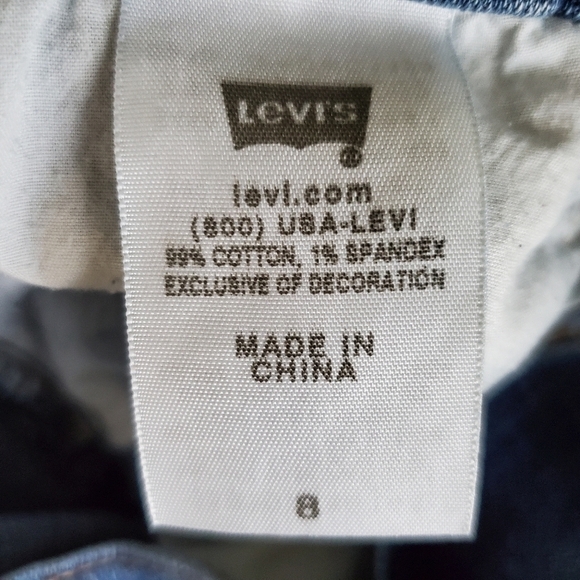 LEVI'S
®
levi.com
(800) USA-LEVI
99% COTTON, 1% SPANDEX
EXCLUSIVE OF DECORATION
MADE IN
CHINA
8